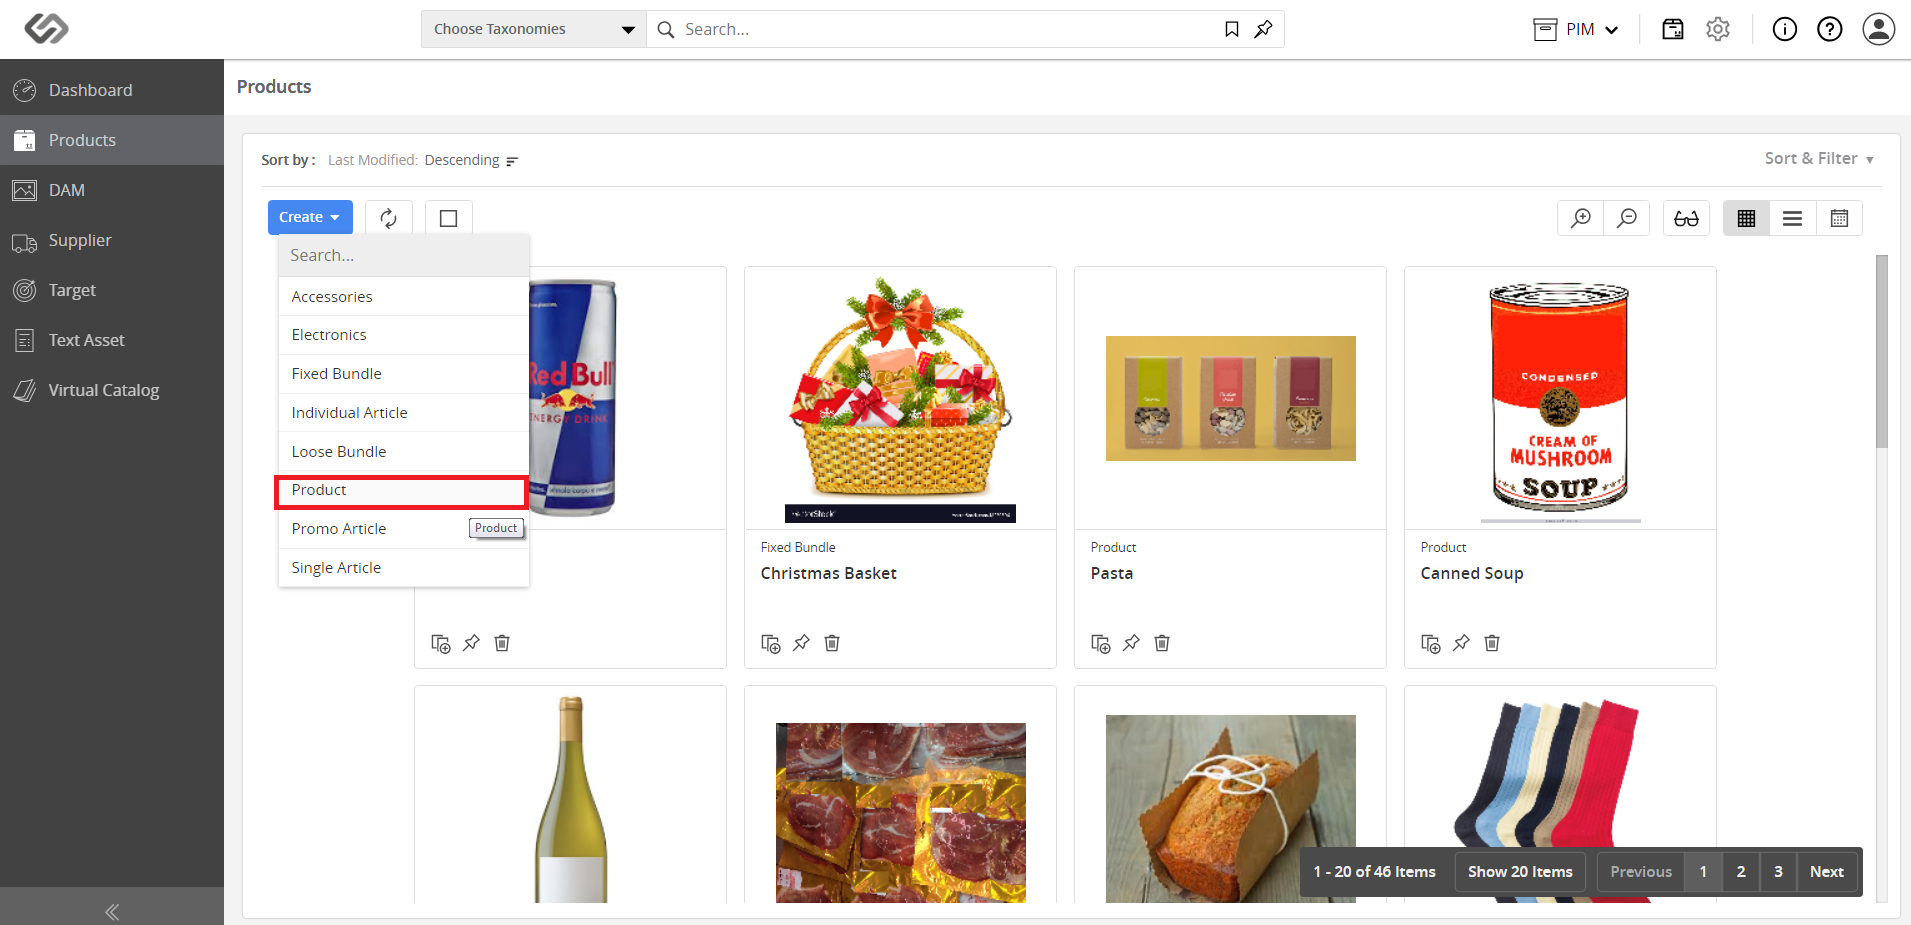 Choose Taxonomies
Search...
PIM
Dashboard
Products
DAM
Supplier
Target
Text Asset
Virtual Catalog
Products
Sort by : Last Modified: Descending
Sort & Filter
Create
Search...
Accessories
Electronics
Fixed Bundle
Individual Article
Loose Bundle
Product
Promo Article
Product
Single Article
Red Bull
ENERGY DRINK
Fixed Bundle
Christmas Basket
Product
Pasta
CONDENSED
CREAM OF
MUSHROOM
SOUP
Product
Canned Soup
1 - 20 of 46 Items
Show 20 Items
Previous
1
2
3
Next